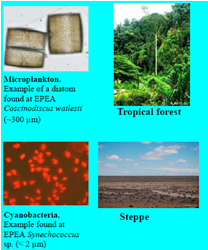 Microplankton.
Example of a diatom
found at EPEA
Coscinodiscus wailesii
(~300 µm)
Tropical forest
Cyanobacteria.
Example found at
EPEA Synechococcus
sp. (< 2 µm)
Steppe